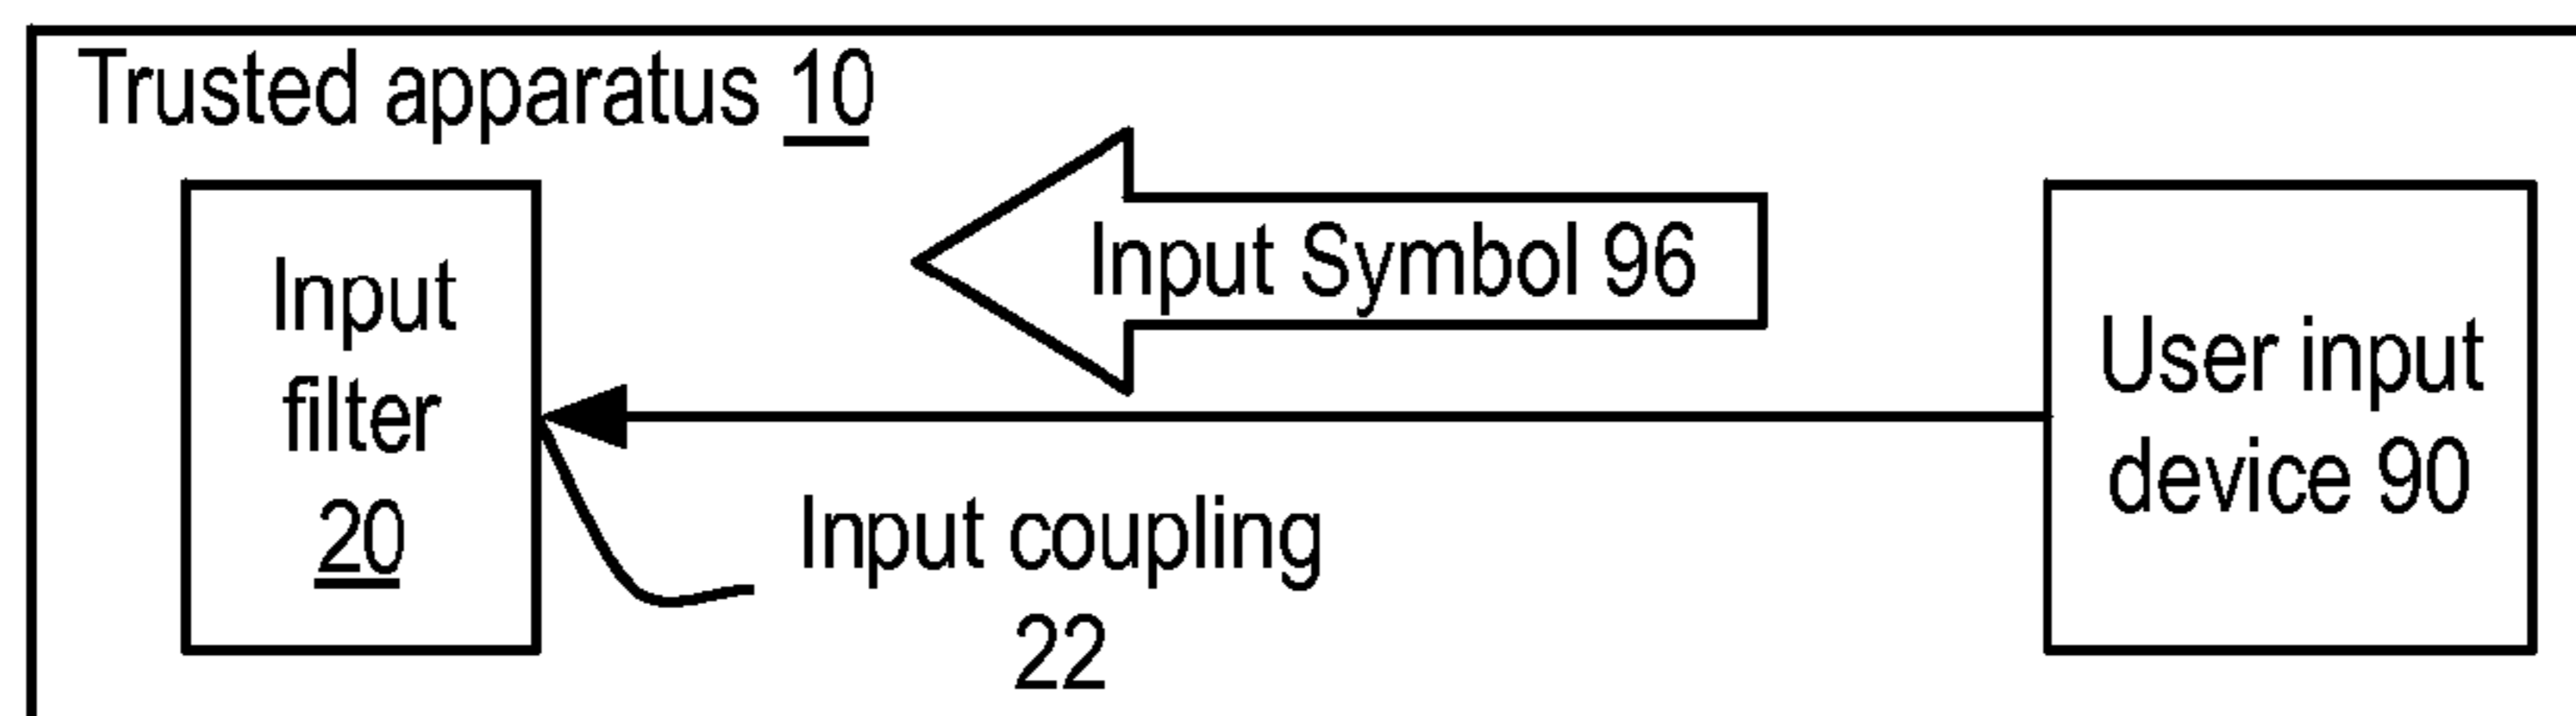 Trusted apparatus 10
Input
filter
20
Input Symbol 96
Input coupling
22
User input
device 90